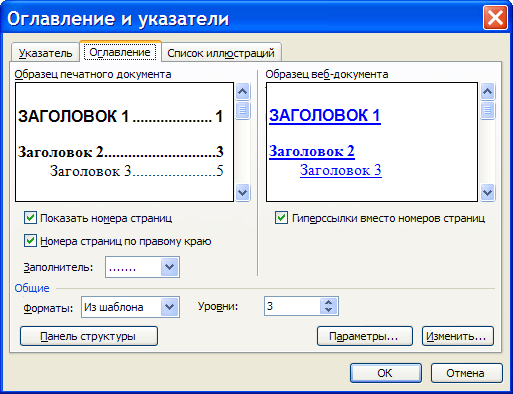 Оглавление и указатели
Указатель Оглавление Список иллюстраций
Образец печатного документа
ЗАГОЛОВОК 1 .................... 1
Заголовок 2........................3
Заголовок 3....................5
Образец веб-документа
ЗАГОЛОВОК 1
Заголовок 2
Заголовок 3
Показать номера страниц
Номера страниц по правому краю
Заполнитель: .......
Гиперссылки вместо номеров страниц
Общие
Форматы: Из шаблона Уровни: 3
Панель структуры Параметры... Изменить...
ОК Отмена